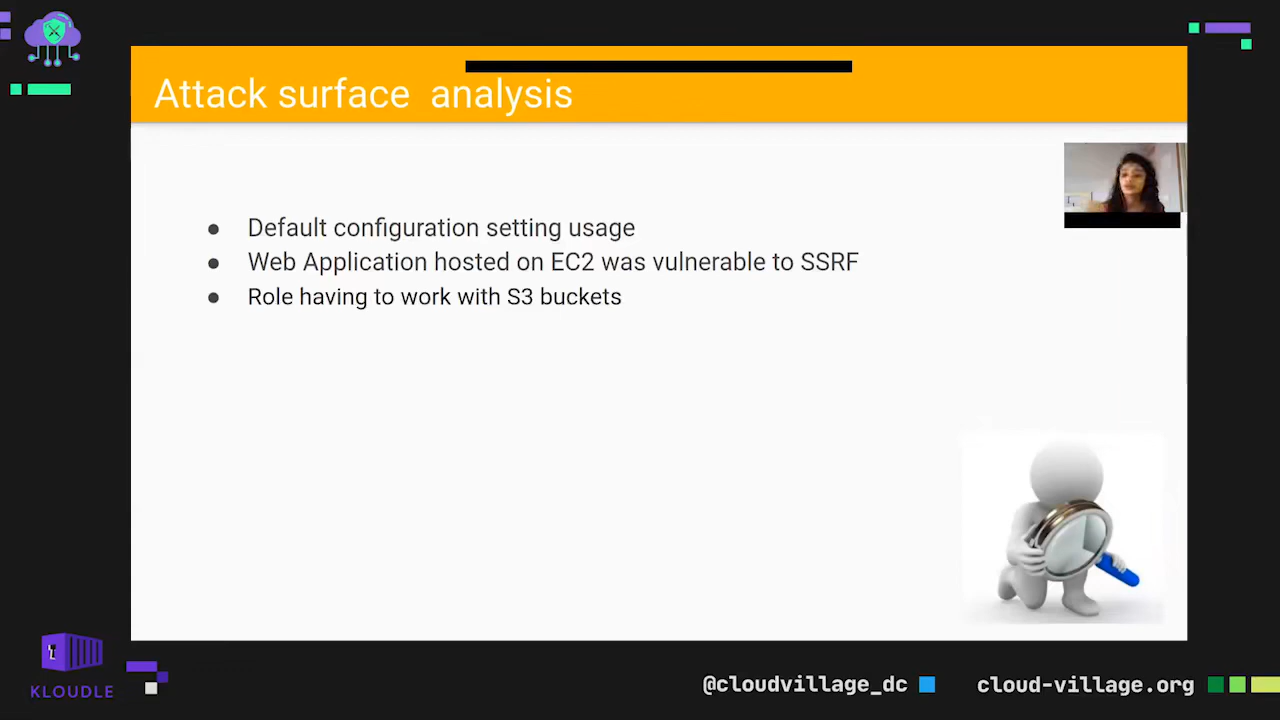 Attack surface analysis
● Default configuration setting usage
● Web Application hosted on EC2 was vulnerable to SSRF
● Role having to work with S3 buckets
KLOUDLE
@cloudvillage_dc
cloud-village.org